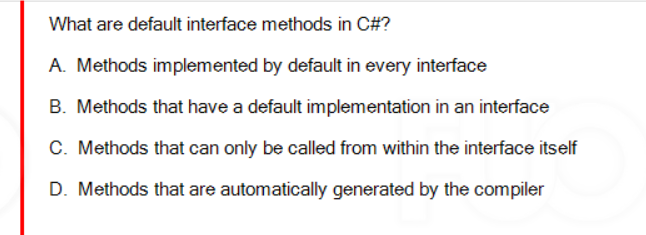 What are default interface methods in C#?
A. Methods implemented by default in every interface
B. Methods that have a default implementation in an interface
C. Methods that can only be called from within the interface itself
D. Methods that are automatically generated by the compiler